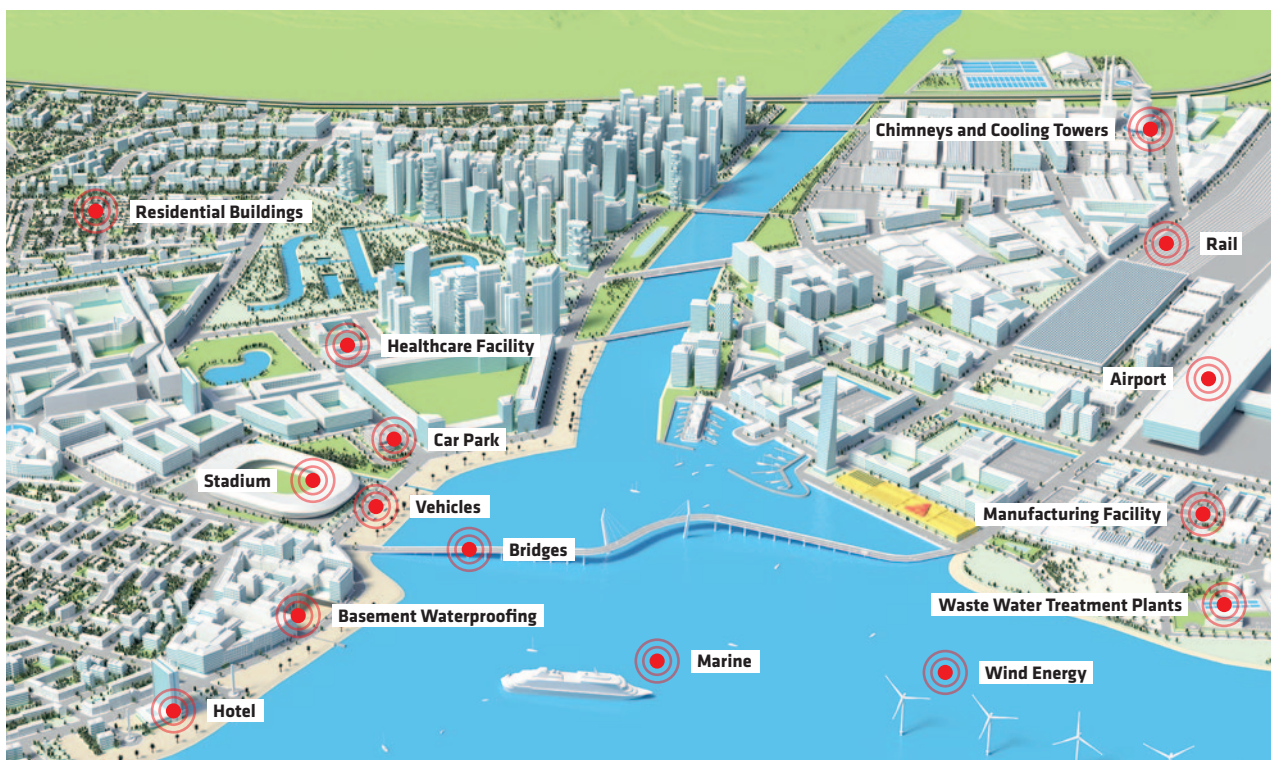 Chimneys and Cooling Towers
Residential Buildings
Rail
Healthcare Facility
Airport
Car Park
Stadium
Vehicles
Manufacturing Facility
Bridges
Waste Water Treatment Plants
Basement Waterproofing
Marine
Wind Energy
Hotel